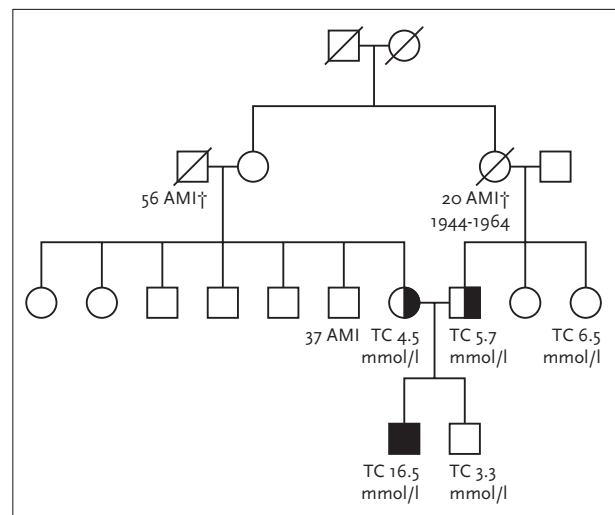 56 AMI†
20 AMI†
1944-1964
37 AMI
TC 4.5
mmol/l
TC 5.7
mmol/l
TC 6.5
mmol/l
TC 16.5
mmol/l
TC 3.3
mmol/l